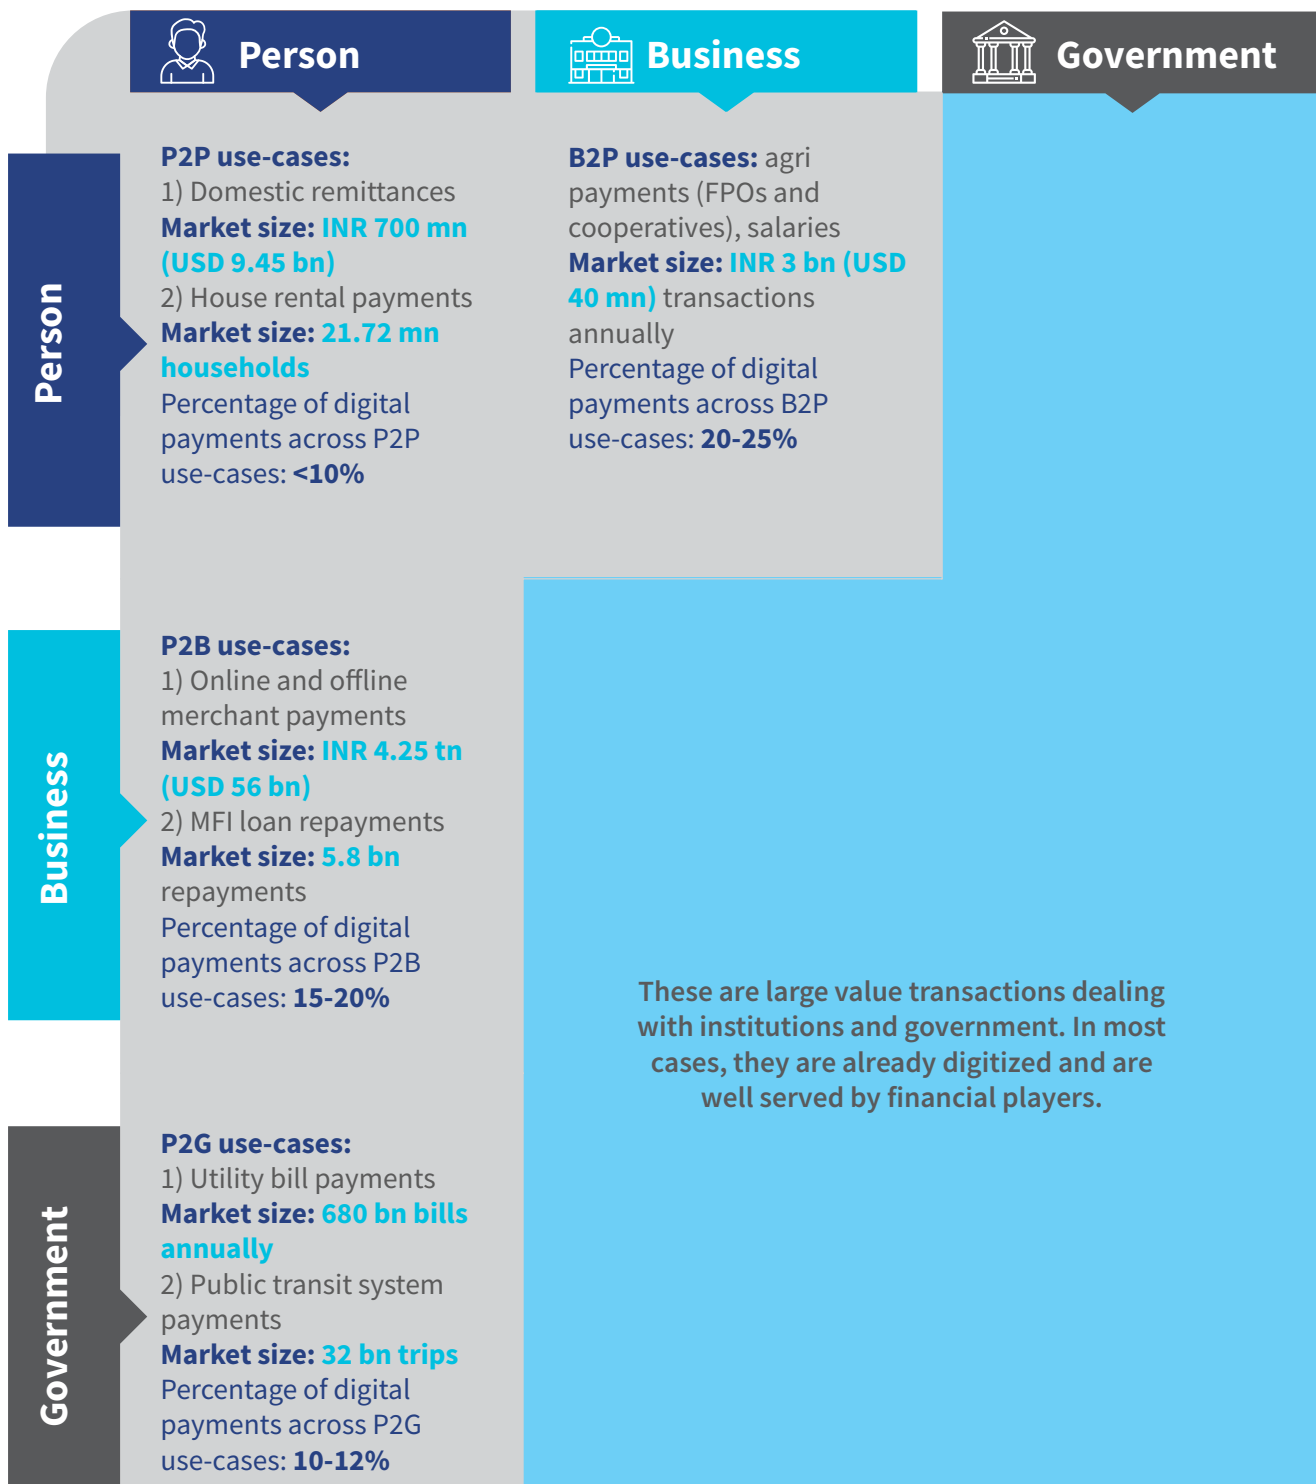 Person
Business
Government
Person
P2P use-cases:
1) Domestic remittances
Market size: INR 700 mn
(USD 9.45 bn)
2) House rental payments
Market size: 21.72 mn
households
Percentage of digital
payments across P2P
use-cases: <10%
B2P use-cases: agri
payments (FPOs and
cooperatives), salaries
Market size: INR 3 bn (USD
40 mn) transactions
annually
Percentage of digital
payments across B2P
use-cases: 20-25%
Business
P2B use-cases:
1) Online and offline
merchant payments
Market size: INR 4.25 tn
(USD 56 bn)
2) MFI loan repayments
Market size: 5.8 bn
repayments
Percentage of digital
payments across P2B
use-cases: 15-20%
These are large value transactions dealing
with institutions and government. In most
cases, they are already digitized and are
well served by financial players.
Government
P2G use-cases:
1) Utility bill payments
Market size: 680 bn bills
annually
2) Public transit system
payments
Market size: 32 bn trips
Percentage of digital
payments across P2G
use-cases: 10-12%